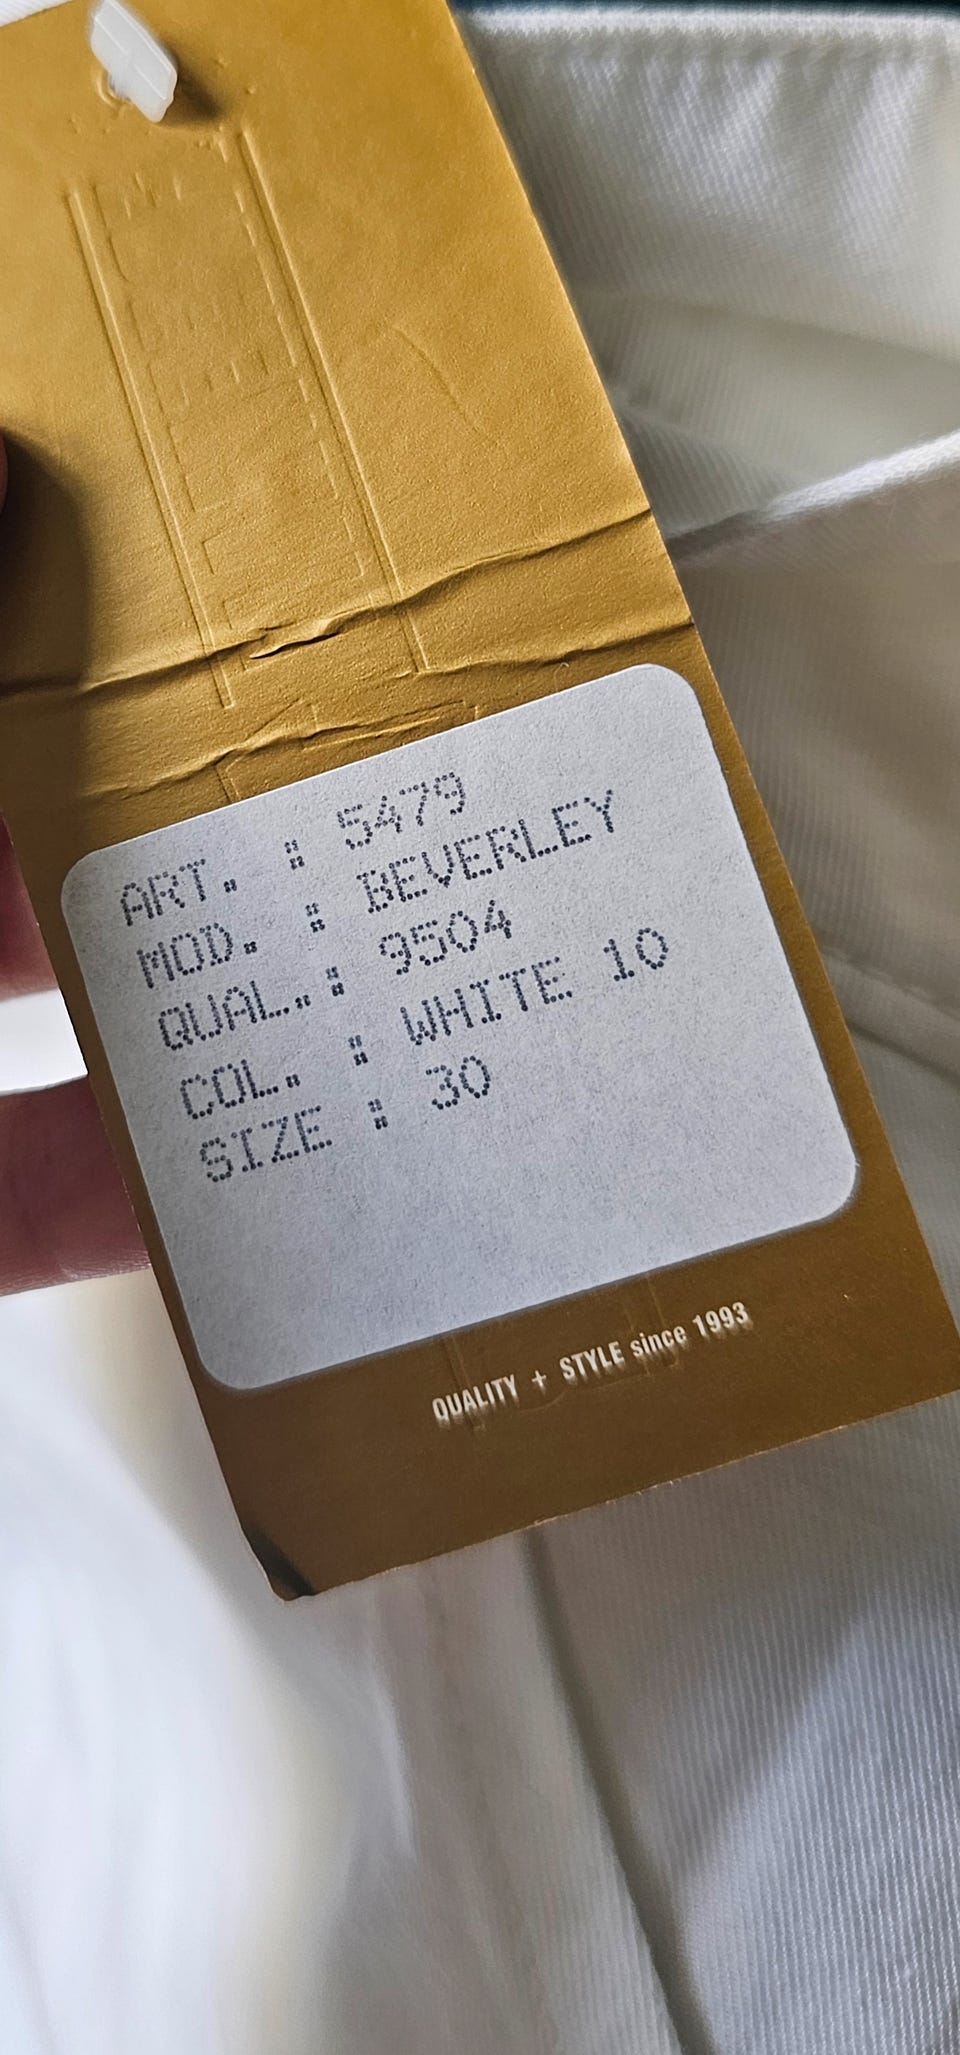 ART. : 5479
MOD. : BEVERLEY
QUAL.: 9504
COL. : WHITE 10
SIZE : 30
QUALITY + STYLE since 1993